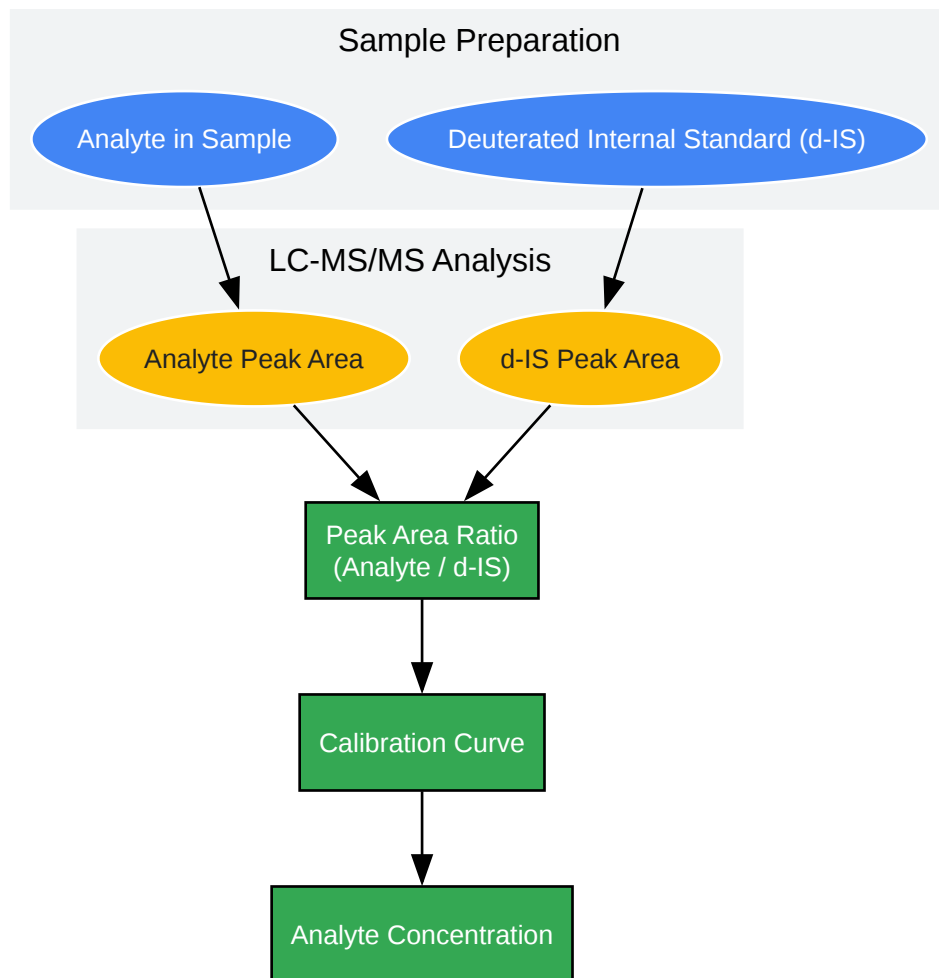 Sample Preparation
Analyte in Sample
Deuterated Internal Standard (d-IS)
LC-MS/MS Analysis
Analyte Peak Area
d-IS Peak Area
Peak Area Ratio
(Analyte / d-IS)
Calibration Curve
Analyte Concentration